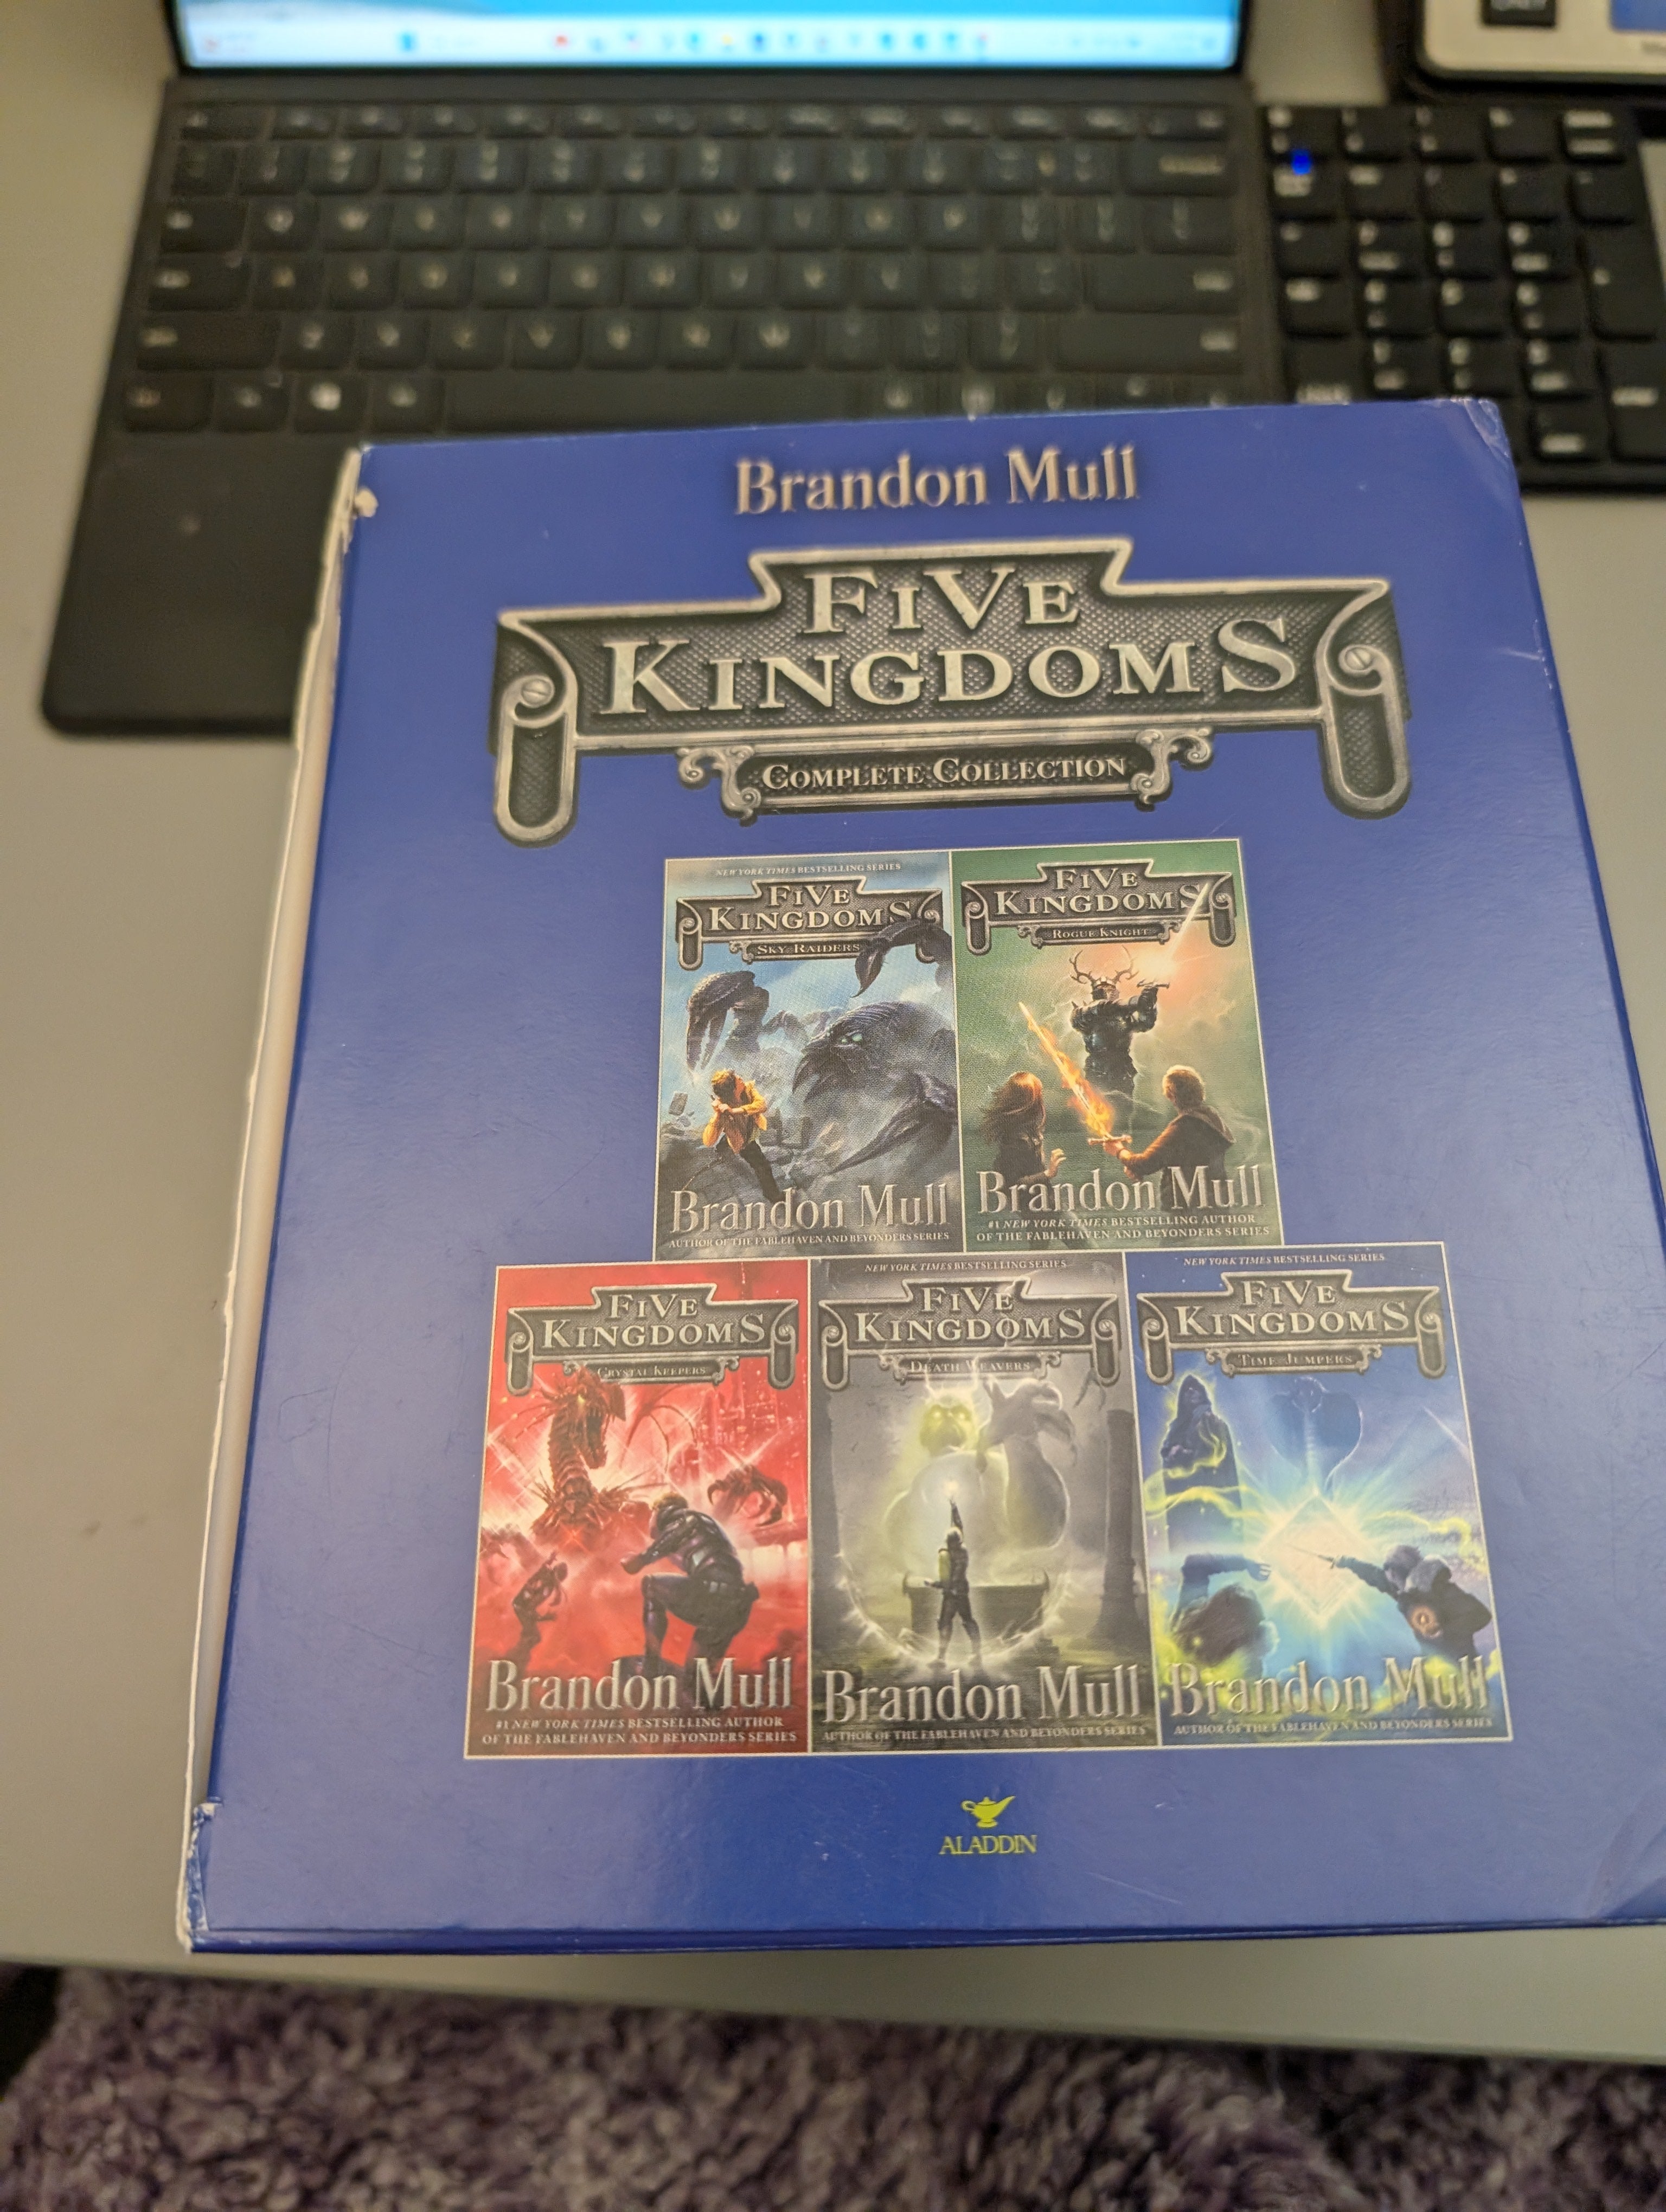 Brandon Mull
FiVE
KINGDOMS
COMPLETE COLLECTION
NEW YORK TIMES BESTSELLING SERIES
FiVE
KINGDOMS
SKY RAIDERS
Brandon Mull
AUTHOR OF THE FABLEHAVEN AND BEYONDERS SERIES
FiVE
KINGDOMS
ROGUE KNIGHT
Brandon Mull
#1 NEW YORK TIMES BESTSELLING AUTHOR
OF THE FABLEHAVEN AND BEYONDERS SERIES
FiVE
KINGDOMS
CRYSTAL KEEPERS
Brandon Mull
#1 NEW YORK TIMES BESTSELLING AUTHOR
OF THE FABLEHAVEN AND BEYONDERS SERIES
NEW YORK TIMES BESTSELLING SERIES
FiVE
KINGDOMS
DEATH WEAVERS
Brandon Mull
AUTHOR OF THE FABLEHAVEN AND BEYONDERS SERIES
NEW YORK TIMES BESTSELLING SERIES
FiVE
KINGDOMS
TIME JUMPERS
Brandon Mull
AUTHOR OF THE FABLEHAVEN AND BEYONDERS SERIES
ALADDIN